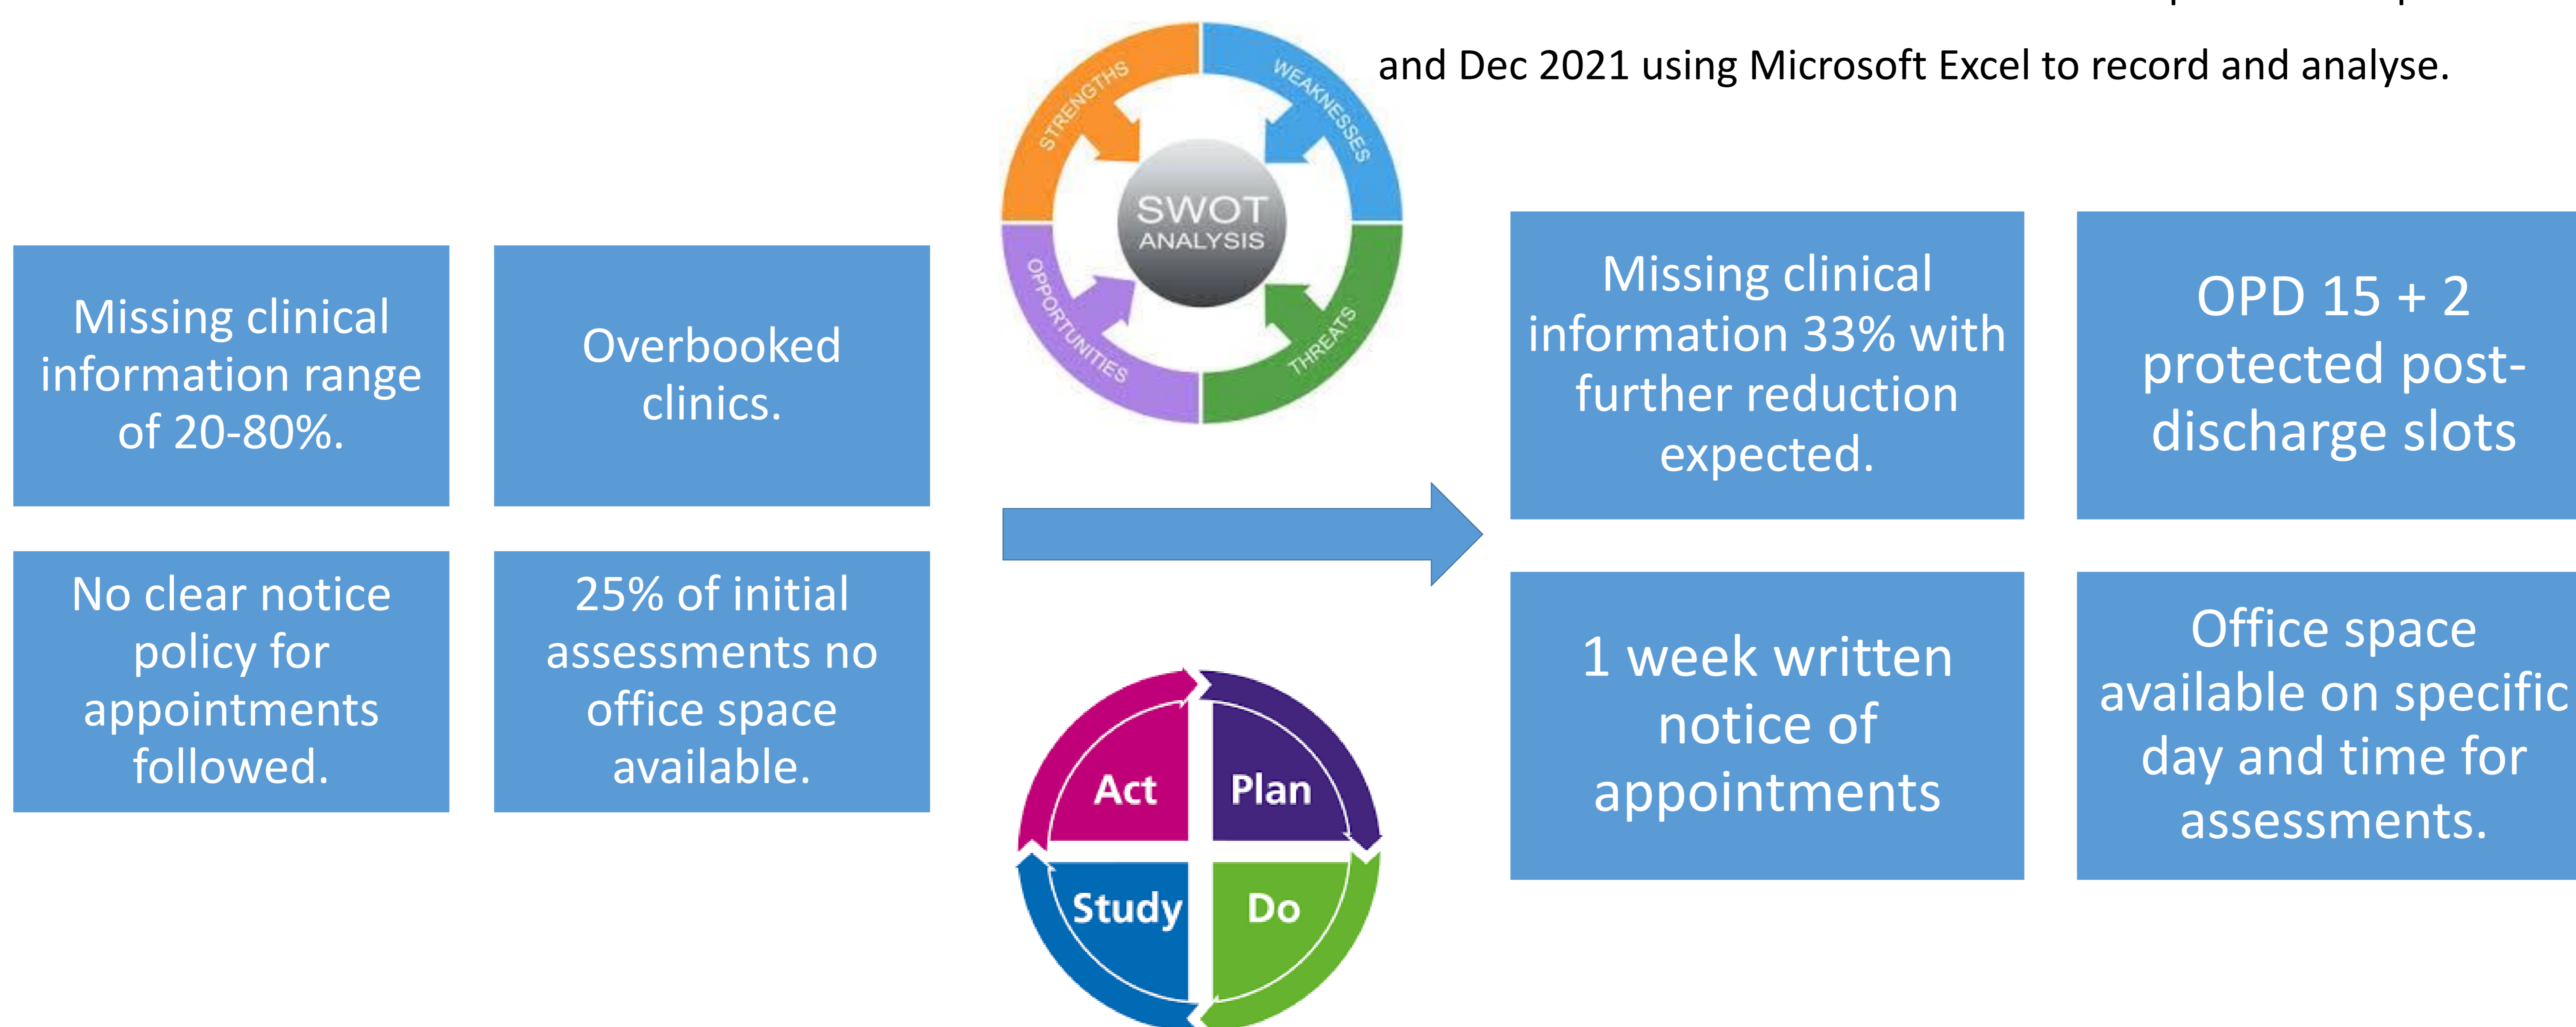 and Dec 2021 using Microsoft Excel to record and analyse.
STRENGTHS
WEAKNESSES
SWOT
ANALYSIS
OPPORTUNITIES
THREATS
Missing clinical
information range
of 20-80%.
Overbooked
clinics.
No clear notice
policy for
appointments
followed.
25% of initial
assessments no
office space
available.
Missing clinical
information 33% with
further reduction
expected.
OPD 15 + 2
protected post-
discharge slots
1 week written
notice of
appointments
Office space
available on specific
day and time for
assessments.
Act
Plan
Study
Do